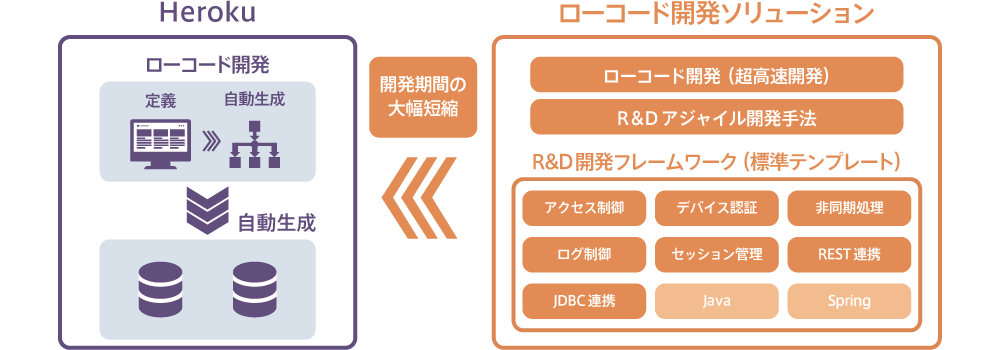 Heroku
ローコード開発
定義
自動生成
自動生成
開発期間の
大幅短縮
ローコード開発ソリューション
ローコード開発（超高速開発）
R&D アジャイル開発手法
R&D 開発フレームワーク（標準テンプレート）
アクセス制御
デバイス認証
非同期処理
ログ制御
セッション管理
REST 連携
JDBC 連携
Java
Spring